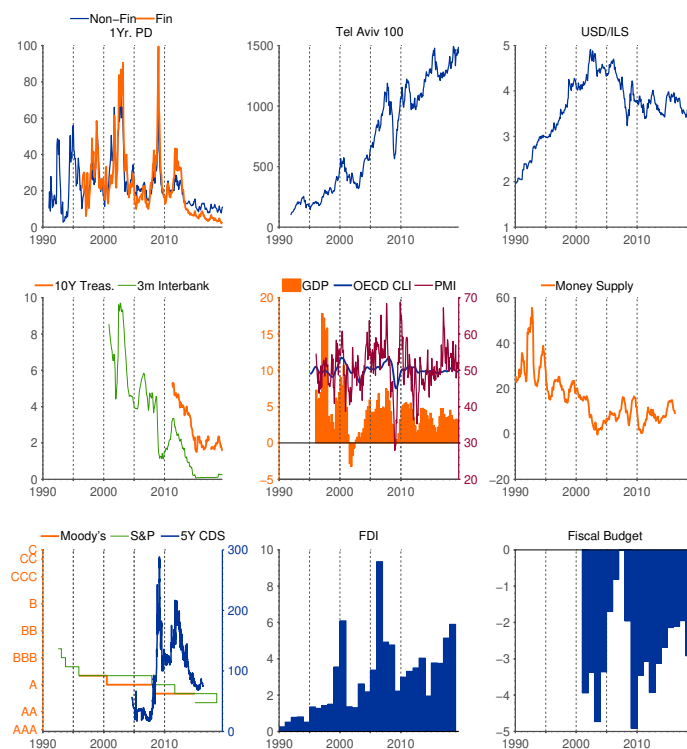 Non−Fin Fin
1Yr. PD
100
80
60
40
20
0
1990 2000 2010
Tel Aviv 100
1500
1000
500
0
1990 2000 2010
USD/ILS
5
4
3
2
1
1990 2000 2010
10Y Treas. 3m Interbank
10
8
6
4
2
0
1990 2000 2010
GDP OECD CLI PMI
20 70
15 60
10 50
5 40
0 30
−5 20
1990 2000 2010
Money Supply
60
40
20
0
−20
1990 2000 2010
Moody's S&P 5Y CDS
C 300
CC
CCC
B 200
BB
BBB 100
A
AA
AAA 0
1990 2000 2010
FDI
10
8
6
4
2
0
1990 2000 2010
Fiscal Budget
0
−1
−2
−3
−4
−5
1990 2000 2010